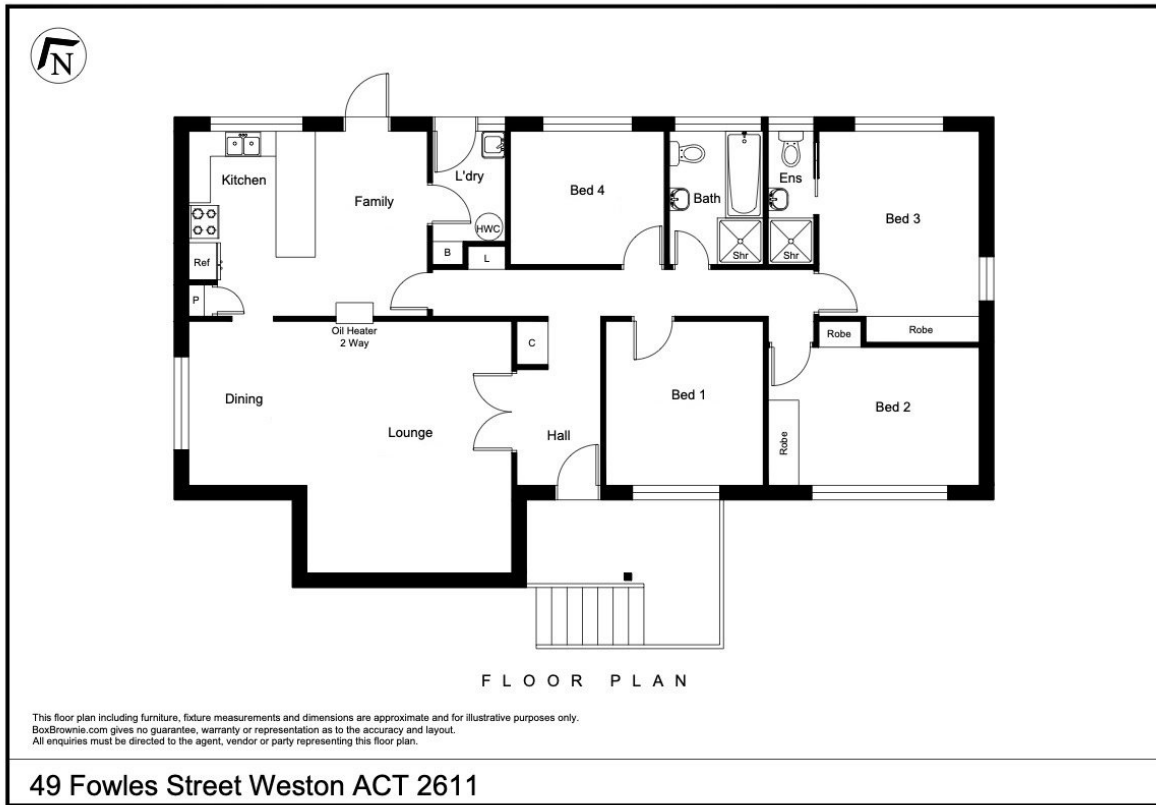 N
Kitchen
Family
L'dry
HWC
Bed 4
Bath
Ens
Bed 3
Shr
Shr
Ref
B
L
P
Oil Heater
2 Way
C
Robe
Robe
Dining
Lounge
Hall
Bed 1
Bed 2
Robe
FLOOR PLAN
This floor plan including furniture, fixture measurements and dimensions are approximate and for illustrative purposes only.
BoxBrownie.com gives no guarantee, warranty or representation as to the accuracy and layout.
All enquiries must be directed to the agent, vendor or party representing this floor plan.
49 Fowles Street Weston ACT 2611